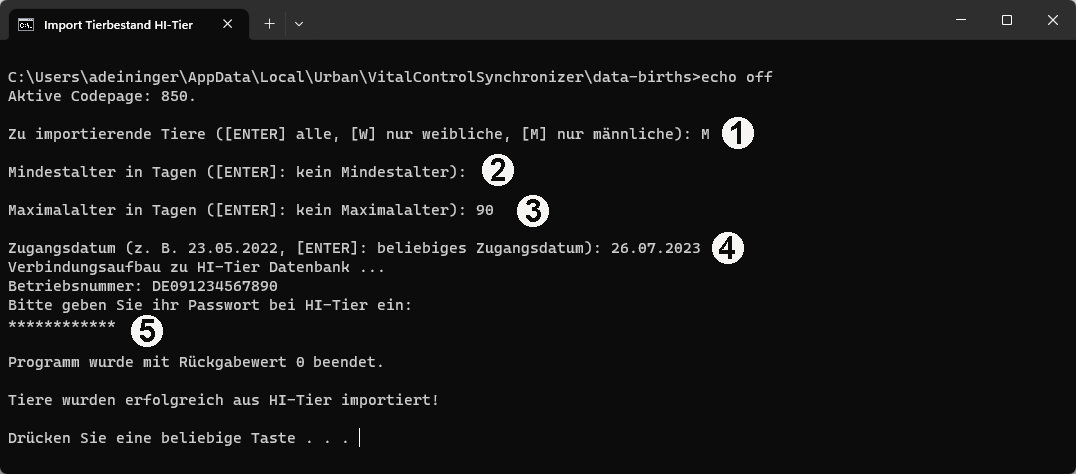 Import Tierbestand HI-Tier
C:\Users\adeininger\AppData\Local\Urban\VitalControlSynchronizer\data-births>echo off
Aktive Codepage: 850.
Zu importierende Tiere ([ENTER] alle, [W] nur weibliche, [M] nur männliche): M 1
Mindestalter in Tagen ([ENTER]: kein Mindestalter): 2
Maximalalter in Tagen ([ENTER]: kein Maximalalter): 90 3
Zugangsdatum (z. B. 23.05.2022, [ENTER]: beliebiges Zugangsdatum): 26.07.2023 4
Verbindungsaufbau zu HI-Tier Datenbank ...
Betriebsnummer: DE091234567890
Bitte geben Sie ihr Passwort bei HI-Tier ein:
************ 5
Programm wurde mit Rückgabewert 0 beendet.
Tiere wurden erfolgreich aus HI-Tier importiert!
Drücken Sie eine beliebige Taste . . .